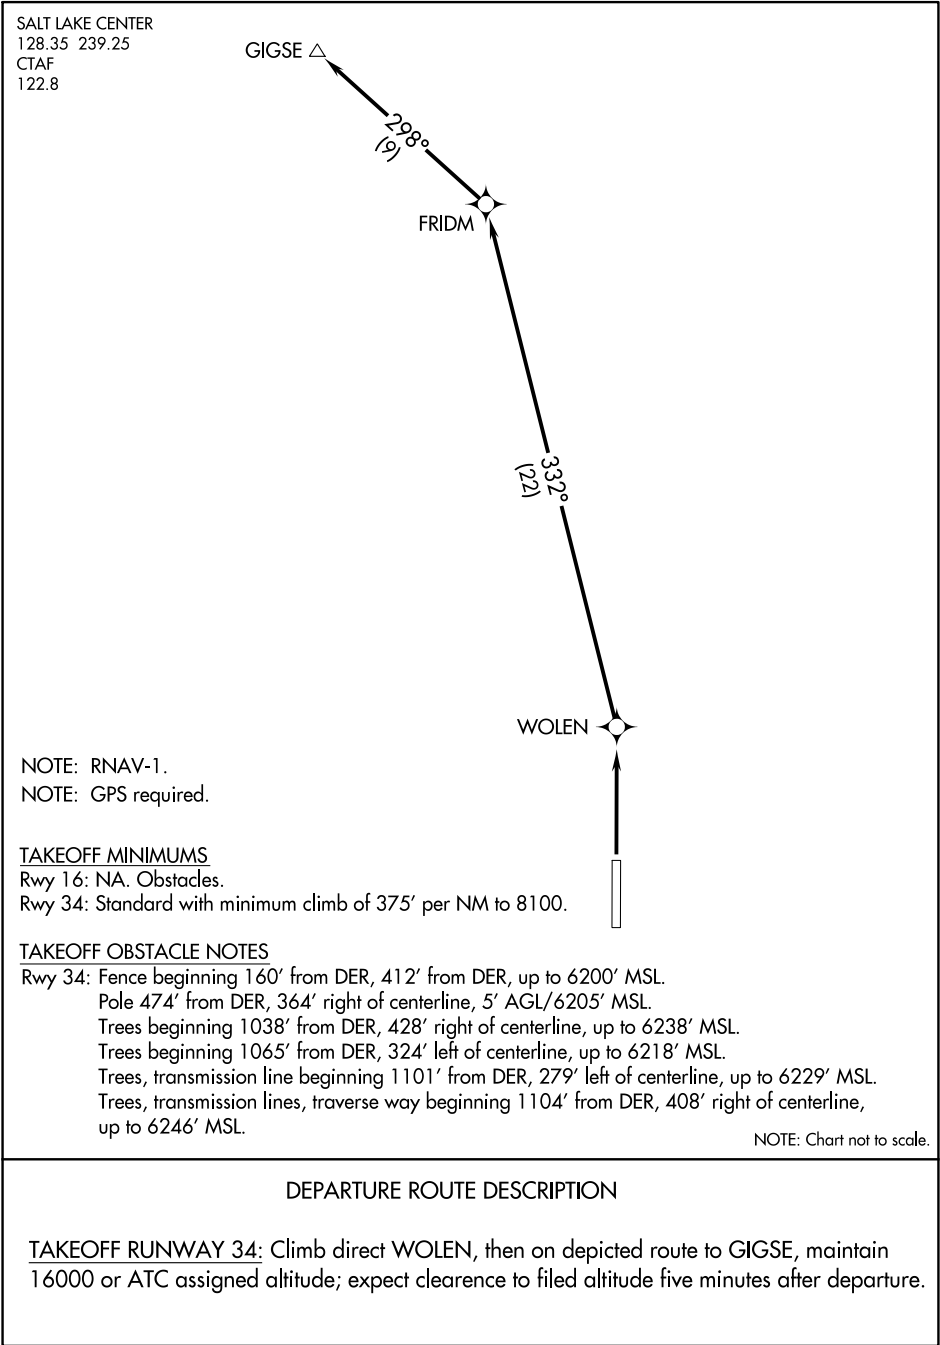 SALT LAKE CENTER
128.35 239.25
CTAF
122.8
GIGSE
298°
(9)
FRIDM
332°
(22)
WOLEN
NOTE: RNAV-1.
NOTE: GPS required.
TAKEOFF MINIMUMS
Rwy 16: NA. Obstacles.
Rwy 34: Standard with minimum climb of 375' per NM to 8100.
TAKEOFF OBSTACLE NOTES
Rwy 34: Fence beginning 160' from DER, 412' from DER, up to 6200' MSL.
Pole 474' from DER, 364' right of centerline, 5' AGL/6205' MSL.
Trees beginning 1038' from DER, 428' right of centerline, up to 6238' MSL.
Trees beginning 1065' from DER, 324' left of centerline, up to 6218' MSL.
Trees, transmission line beginning 1101' from DER, 279' left of centerline, up to 6229' MSL.
Trees, transmission lines, traverse way beginning 1104' from DER, 408' right of centerline,
up to 6246' MSL.
NOTE: Chart not to scale.
DEPARTURE ROUTE DESCRIPTION
TAKEOFF RUNWAY 34: Climb direct WOLEN, then on depicted route to GIGSE, maintain
16000 or ATC assigned altitude; expect clearence to filed altitude five minutes after departure.